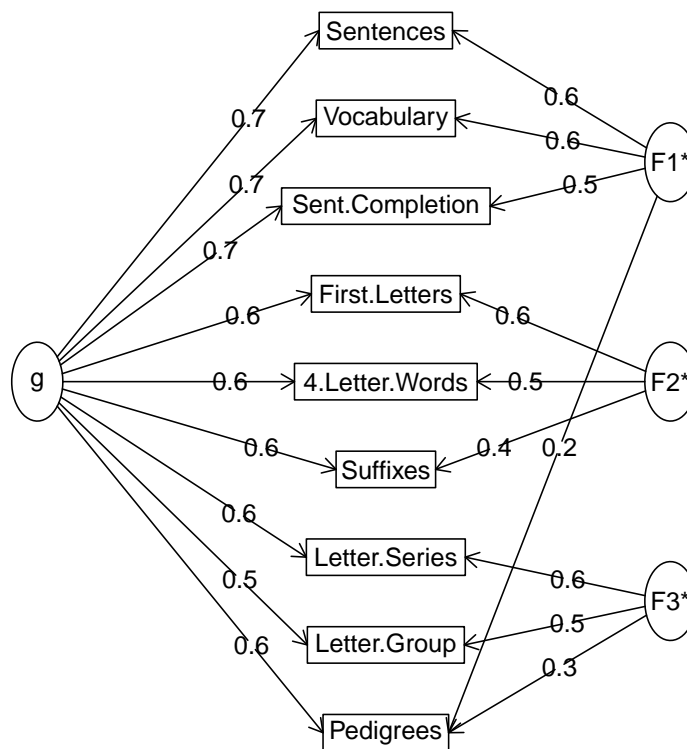 Sentences
0.6
0.7
Vocabulary
0.6
F1*
0.7
Sent.Completion
0.5
0.7
First.Letters
0.6
0.6
g
0.6
4.Letter.Words
0.5
F2*
0.6
Suffixes
0.4
0.2
0.6
Letter.Series
0.6
F3*
0.5
Letter.Group
0.5
0.6
0.3
Pedigrees